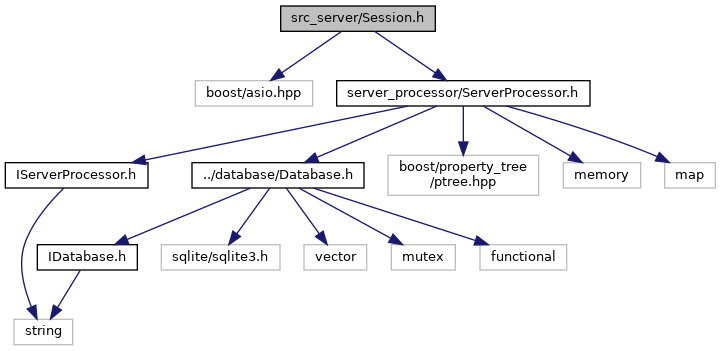 src_server/Session.h
boost/asio.hpp
server_processor/ServerProcessor.h
IServerProcessor.h
../database/Database.h
boost/property_tree
/ptree.hpp
memory
map
IDatabase.h
sqlite/sqlite3.h
vector
mutex
functional
string